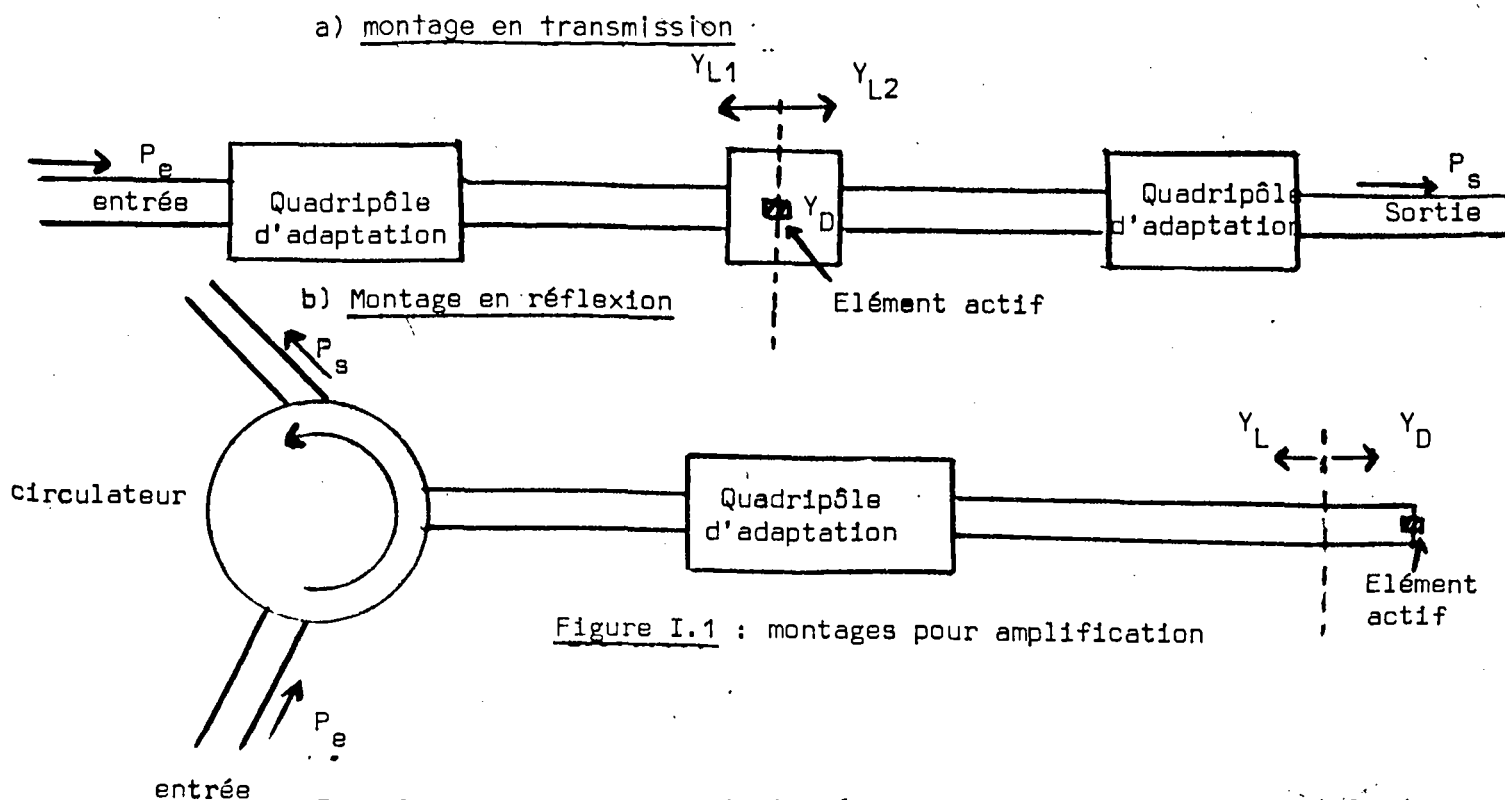 a) montage en transmission
Y_L1 Y_L2
P_e
entrée
Quadripôle
d'adaptation
Y_D
Elément actif
Quadripôle
d'adaptation
P_s
Sortie
b) Montage en réflexion
P_s
circulateur
Quadripôle
d'adaptation
Y_L Y_D
Elément
actif
Figure I.1 : montages pour amplification
P_e
entrée